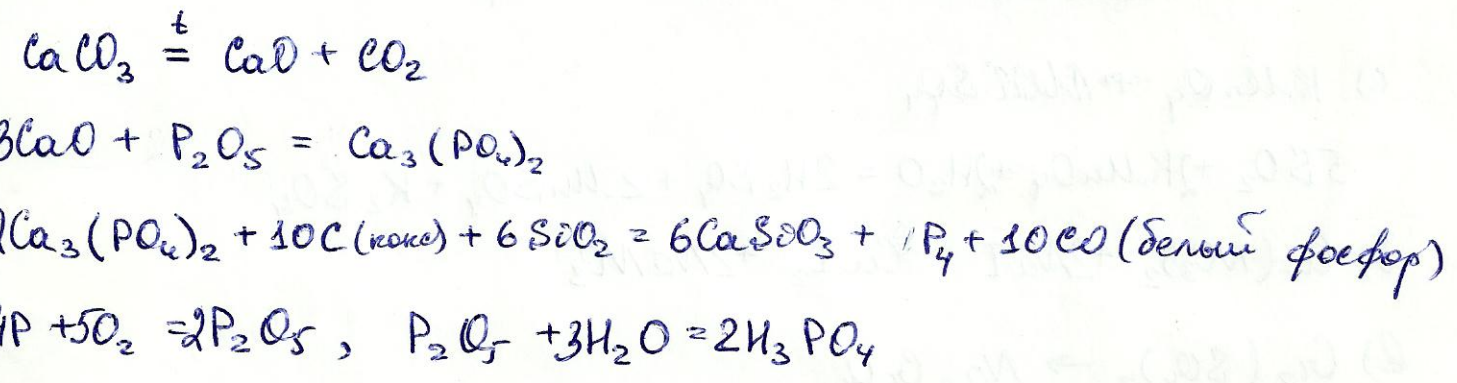 CaCO₃ =ᵗ CaO + CO₂
3CaO + P₂O₅ = Ca₃(PO₄)₂
2Ca₃(PO₄)₂ + 10C (кокс) + 6SiO₂ = 6CaSiO₃ + P₄ + 10CO (белый фосфор)
4P + 5O₂ = 2P₂O₅, P₂O₅ + 3H₂O = 2H₃PO₄